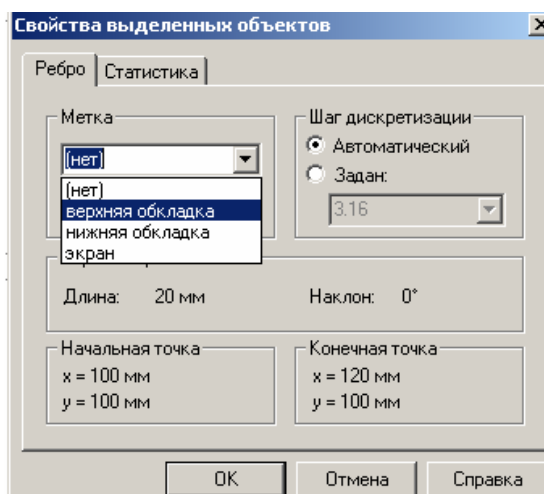 Свойства выделенных объектов
Ребро Статистика
Метка
(нет)
(нет)
верхняя обкладка
нижняя обкладка
экран
Шаг дискретизации
Автоматический
Задан:
3.16
Длина: 20 мм Наклон: 0°
Начальная точка
x = 100 мм
y = 100 мм
Конечная точка
x = 120 мм
y = 100 мм
OK Отмена Справка